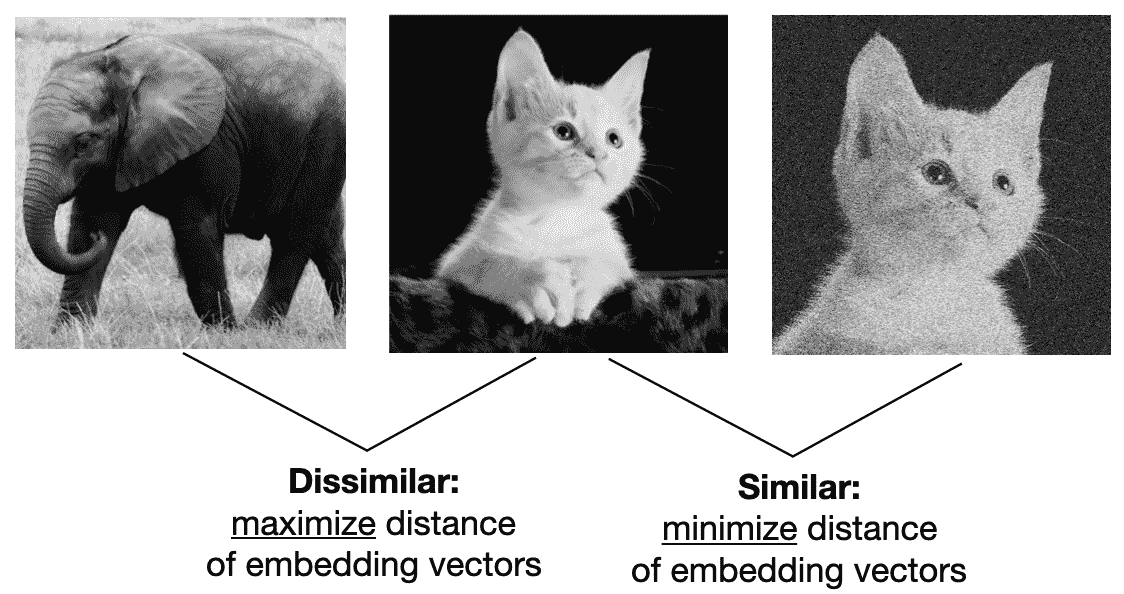 Dissimilar:
maximize distance
of embedding vectors
Similar:
minimize distance
of embedding vectors